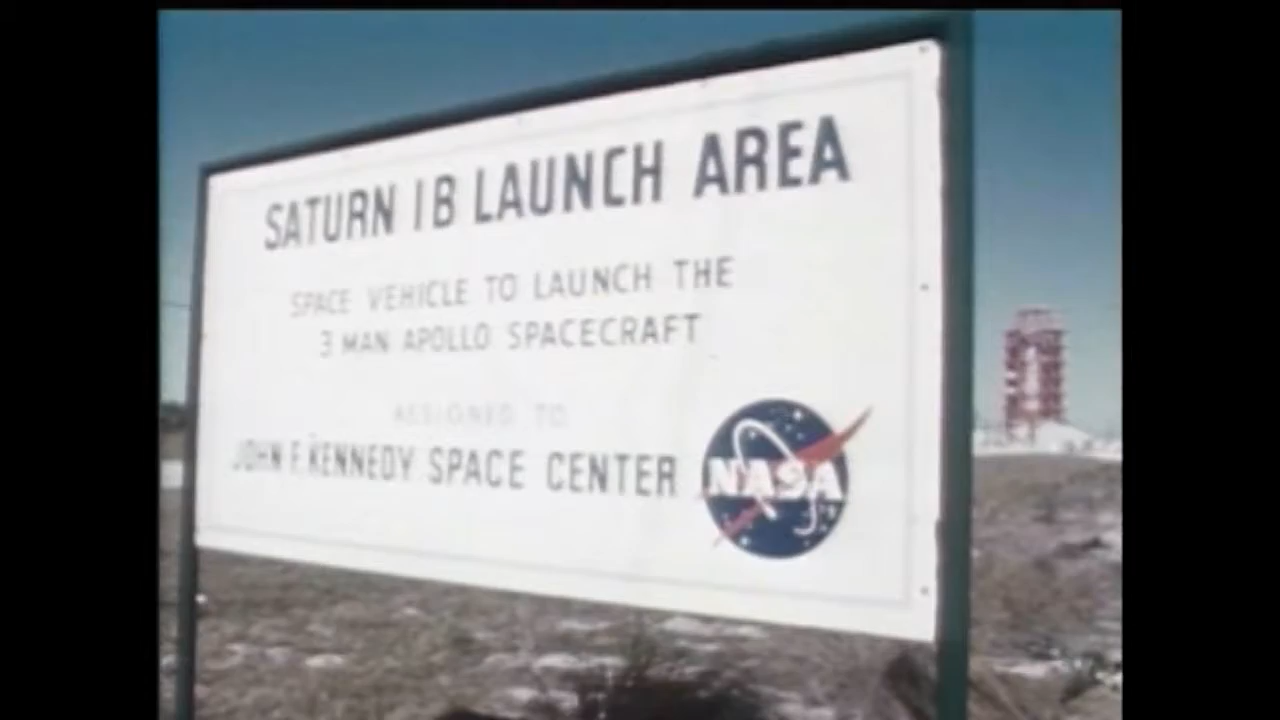 SATURN IB LAUNCH AREA
SPACE VEHICLE TO LAUNCH THE
3 MAN APOLLO SPACECRAFT
ASSIGNED TO
JOHN F. KENNEDY SPACE CENTER
NASA